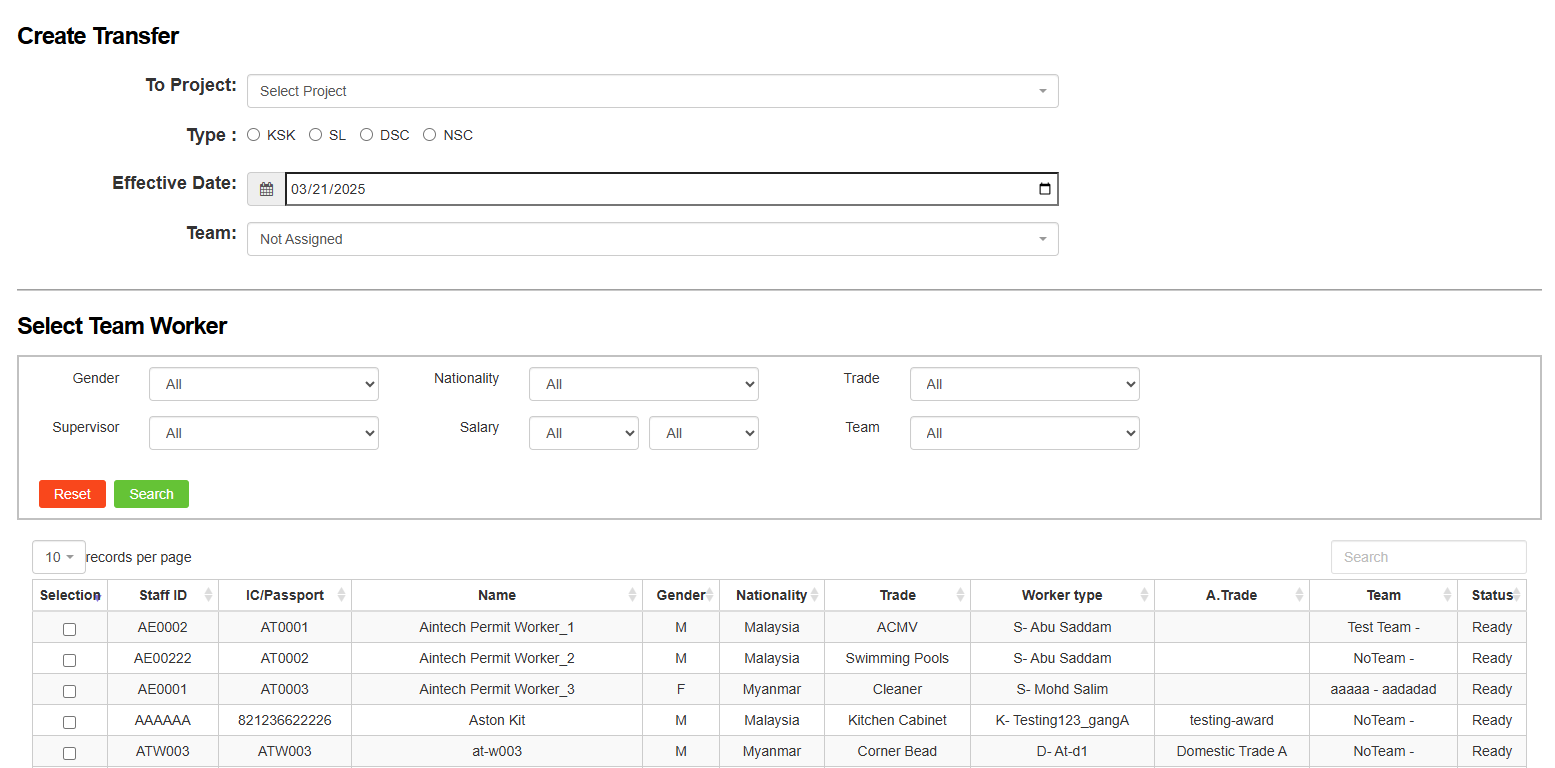 Create Transfer
To Project: Select Project
Type : KSK SL DSC NSC
Effective Date: 03/21/2025
Team: Not Assigned
Select Team Worker
Gender All Nationality All Trade All
Supervisor All Salary All All Team All
Reset Search
10 records per page Search
Selection Staff ID IC/Passport Name Gender Nationality Trade Worker type A.Trade Team Status
AE0002 AT0001 Aintech Permit Worker_1 M Malaysia ACMV S- Abu Saddam Test Team - Ready
AE00222 AT0002 Aintech Permit Worker_2 M Malaysia Swimming Pools S- Abu Saddam NoTeam - Ready
AE0001 AT0003 Aintech Permit Worker_3 F Myanmar Cleaner S- Mohd Salim aaaaa - aadadad Ready
AAAAAA 821236622226 Aston Kit M Malaysia Kitchen Cabinet K- Testing123_gangA testing-award NoTeam - Ready
ATW003 ATW003 at-w003 M Myanmar Corner Bead D- At-d1 Domestic Trade A NoTeam - Ready